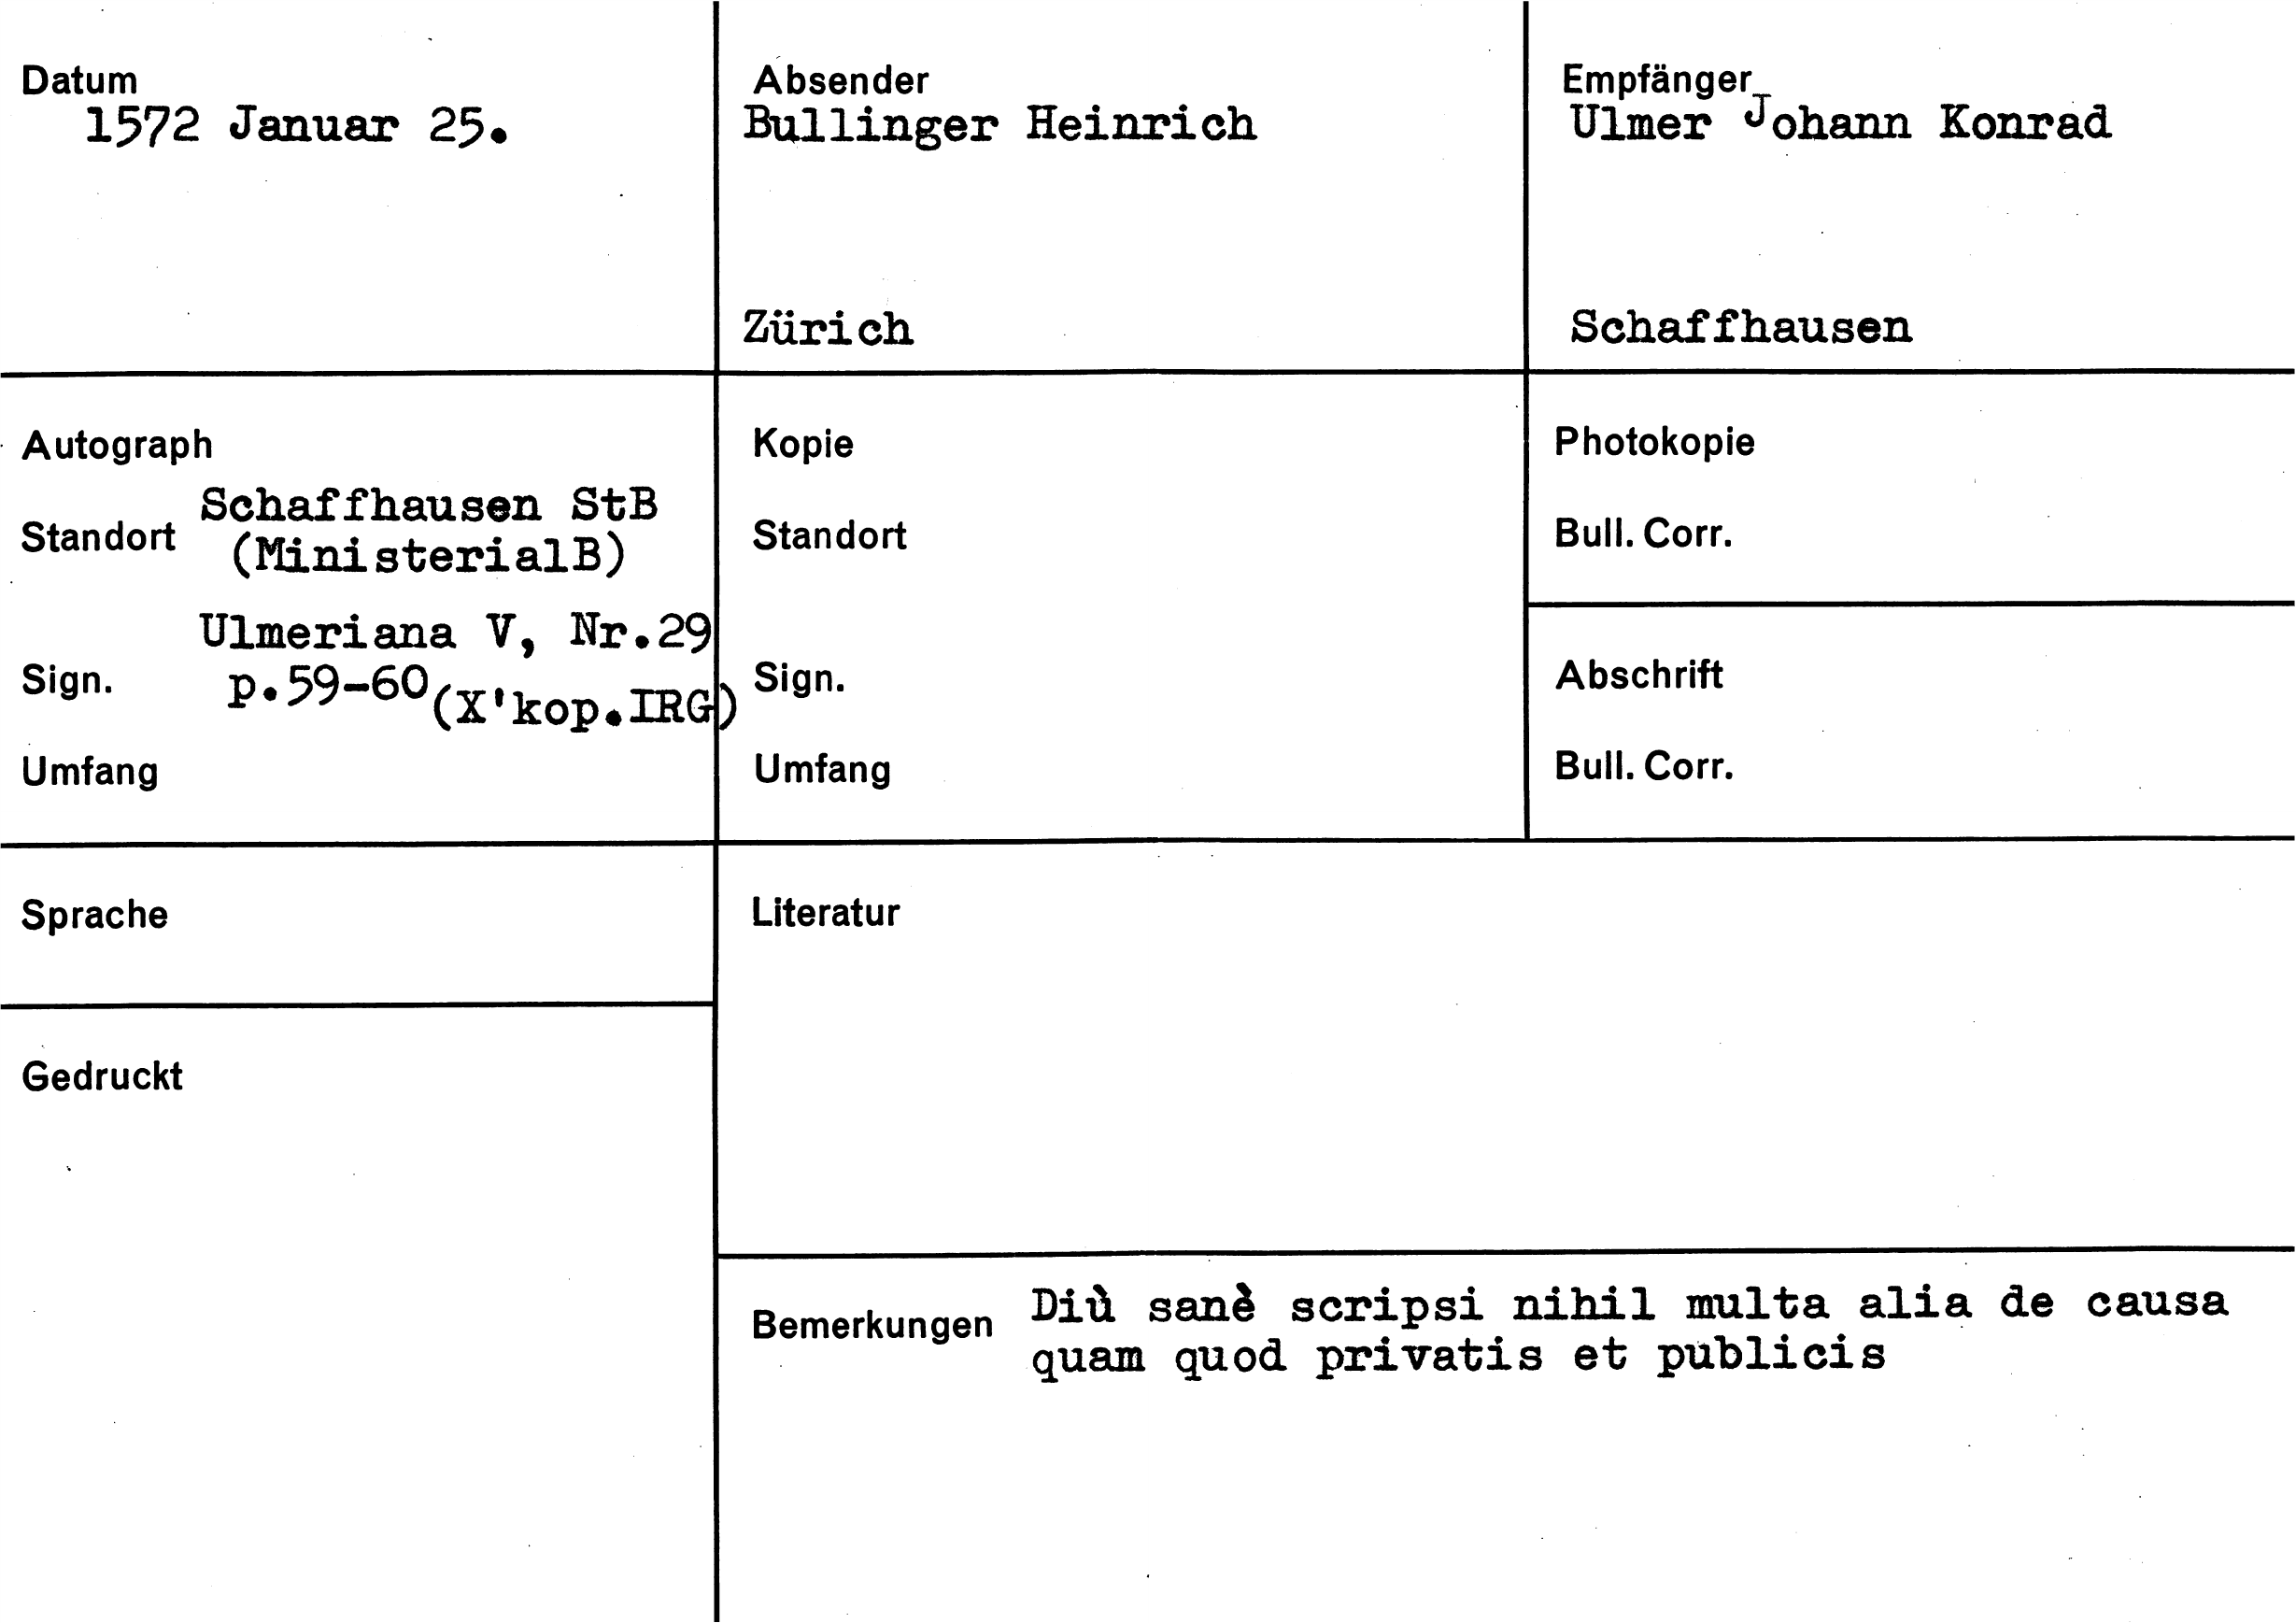 Datum
1572 Januar 25.
Absender
Bullinger Heinrich
Zürich
Empfänger
Ulmer Johann Konrad
Schaffhausen
Autograph
Standort Schaffhausen StB
(MinisterialB)
Ulmeriana V, Nr.29
Sign. p.59-60 (X'kop.IRG)
Umfang
Kopie
Standort
Sign.
Umfang
Photokopie
Bull. Corr.
Abschrift
Bull. Corr.
Sprache
Gedruckt
Literatur
Bemerkungen Diù sanè scripsi nihil multa alia de causa
quam quod privatis et publicis